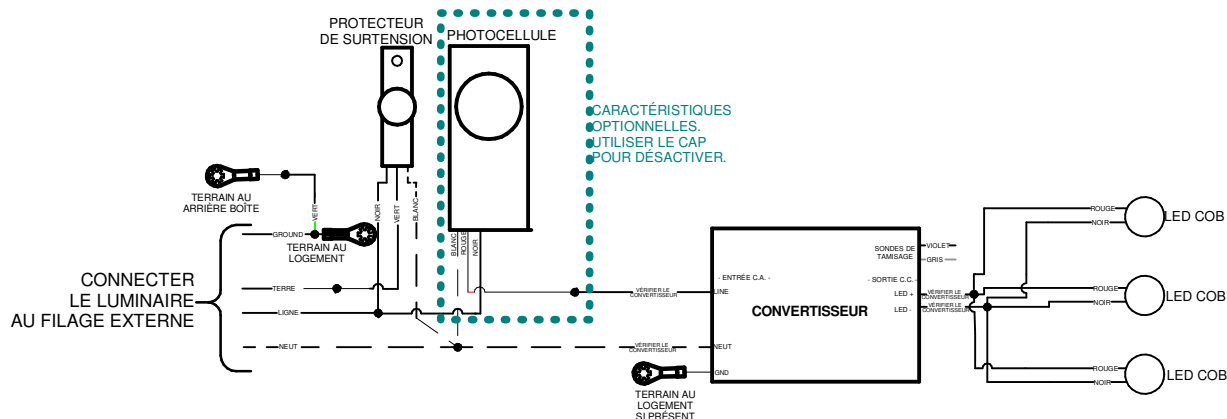 PROTECTEUR
DE SURTENSION
PHOTOCELLULE
CARACTÉRISTIQUES
OPTIONNELLES.
UTILISER LE CAP
POUR DÉSACTIVER.
TERRAIN AU
ARRIÈRE BOÎTE
VERT
NOIR
VERT
BLANC
BLANC
ROUGE
NOIR
GROUND
TERRAIN AU
LOGEMENT
CONNECTER
LE LUMINAIRE
AU FILAGE EXTERNE
TERRE
LIGNE
NEUT
VÉRIFIER LE
CONVERTISSEUR
VÉRIFIER LE
CONVERTISSEUR
- ENTRÉE C.A. -
LINE
NEUT
GND
CONVERTISSEUR
SONDES DE
TAMISAGE
VIOLET
GRIS
- SORTIE C.C. -
LED +
LED -
VÉRIFIER LE
CONVERTISSEUR
VÉRIFIER LE
CONVERTISSEUR
TERRAIN AU
LOGEMENT
SI PRÉSENT
ROUGE
NOIR
LED COB
ROUGE
NOIR
LED COB
ROUGE
NOIR
LED COB